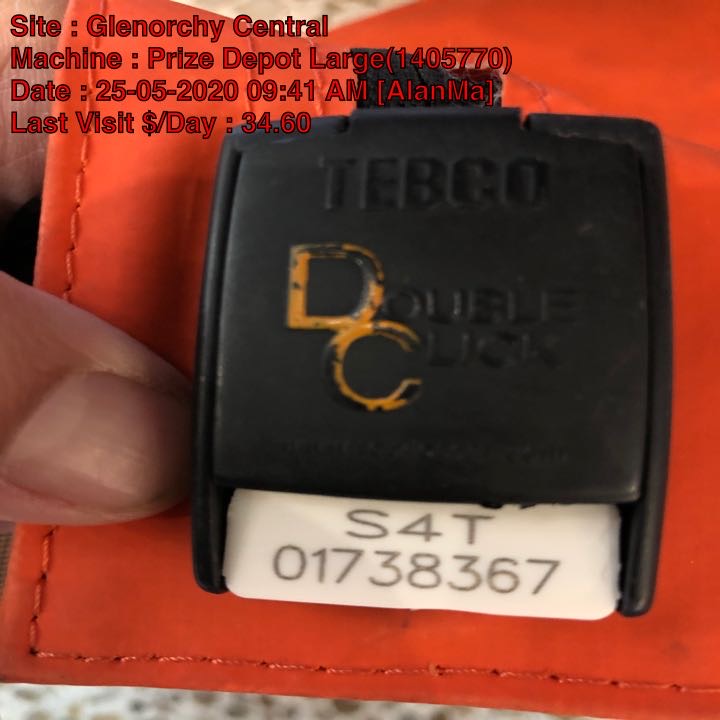 Site : Glenorchy Central
Machine : Prize Depot Large(1405770)
Date : 25-05-2020 09:41 AM [AlanMa]
Last Visit $/Day : 34.60
TEBCO
DOUBLE
CLICK
S4T
01738367